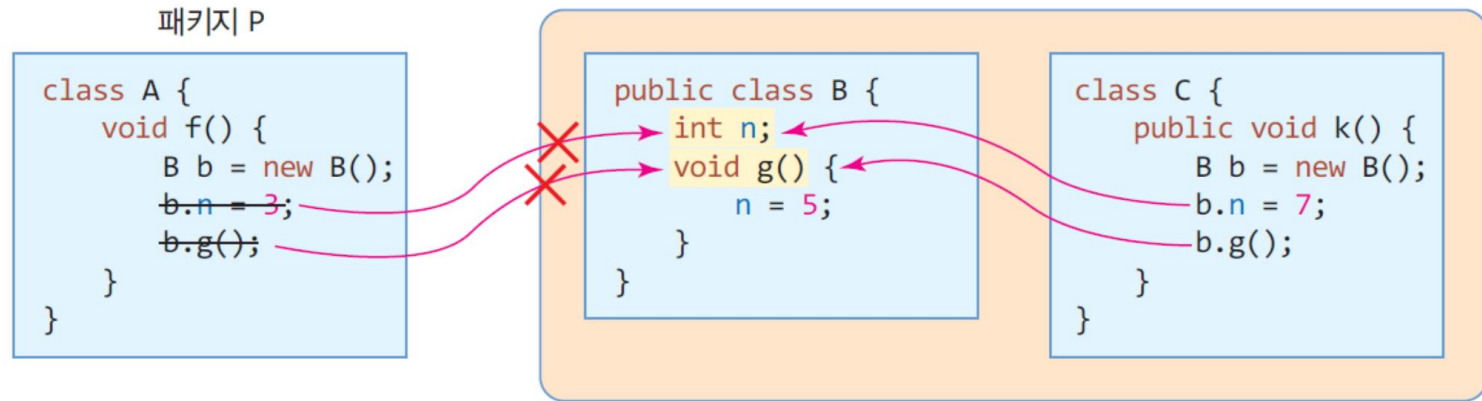 패키지 P
class A {
void f() {
B b = new B();
b.n = 3;
b.g();
}
}
public class B {
int n;
void g() {
n = 5;
}
}
class C {
public void k() {
B b = new B();
b.n = 7;
b.g();
}
}